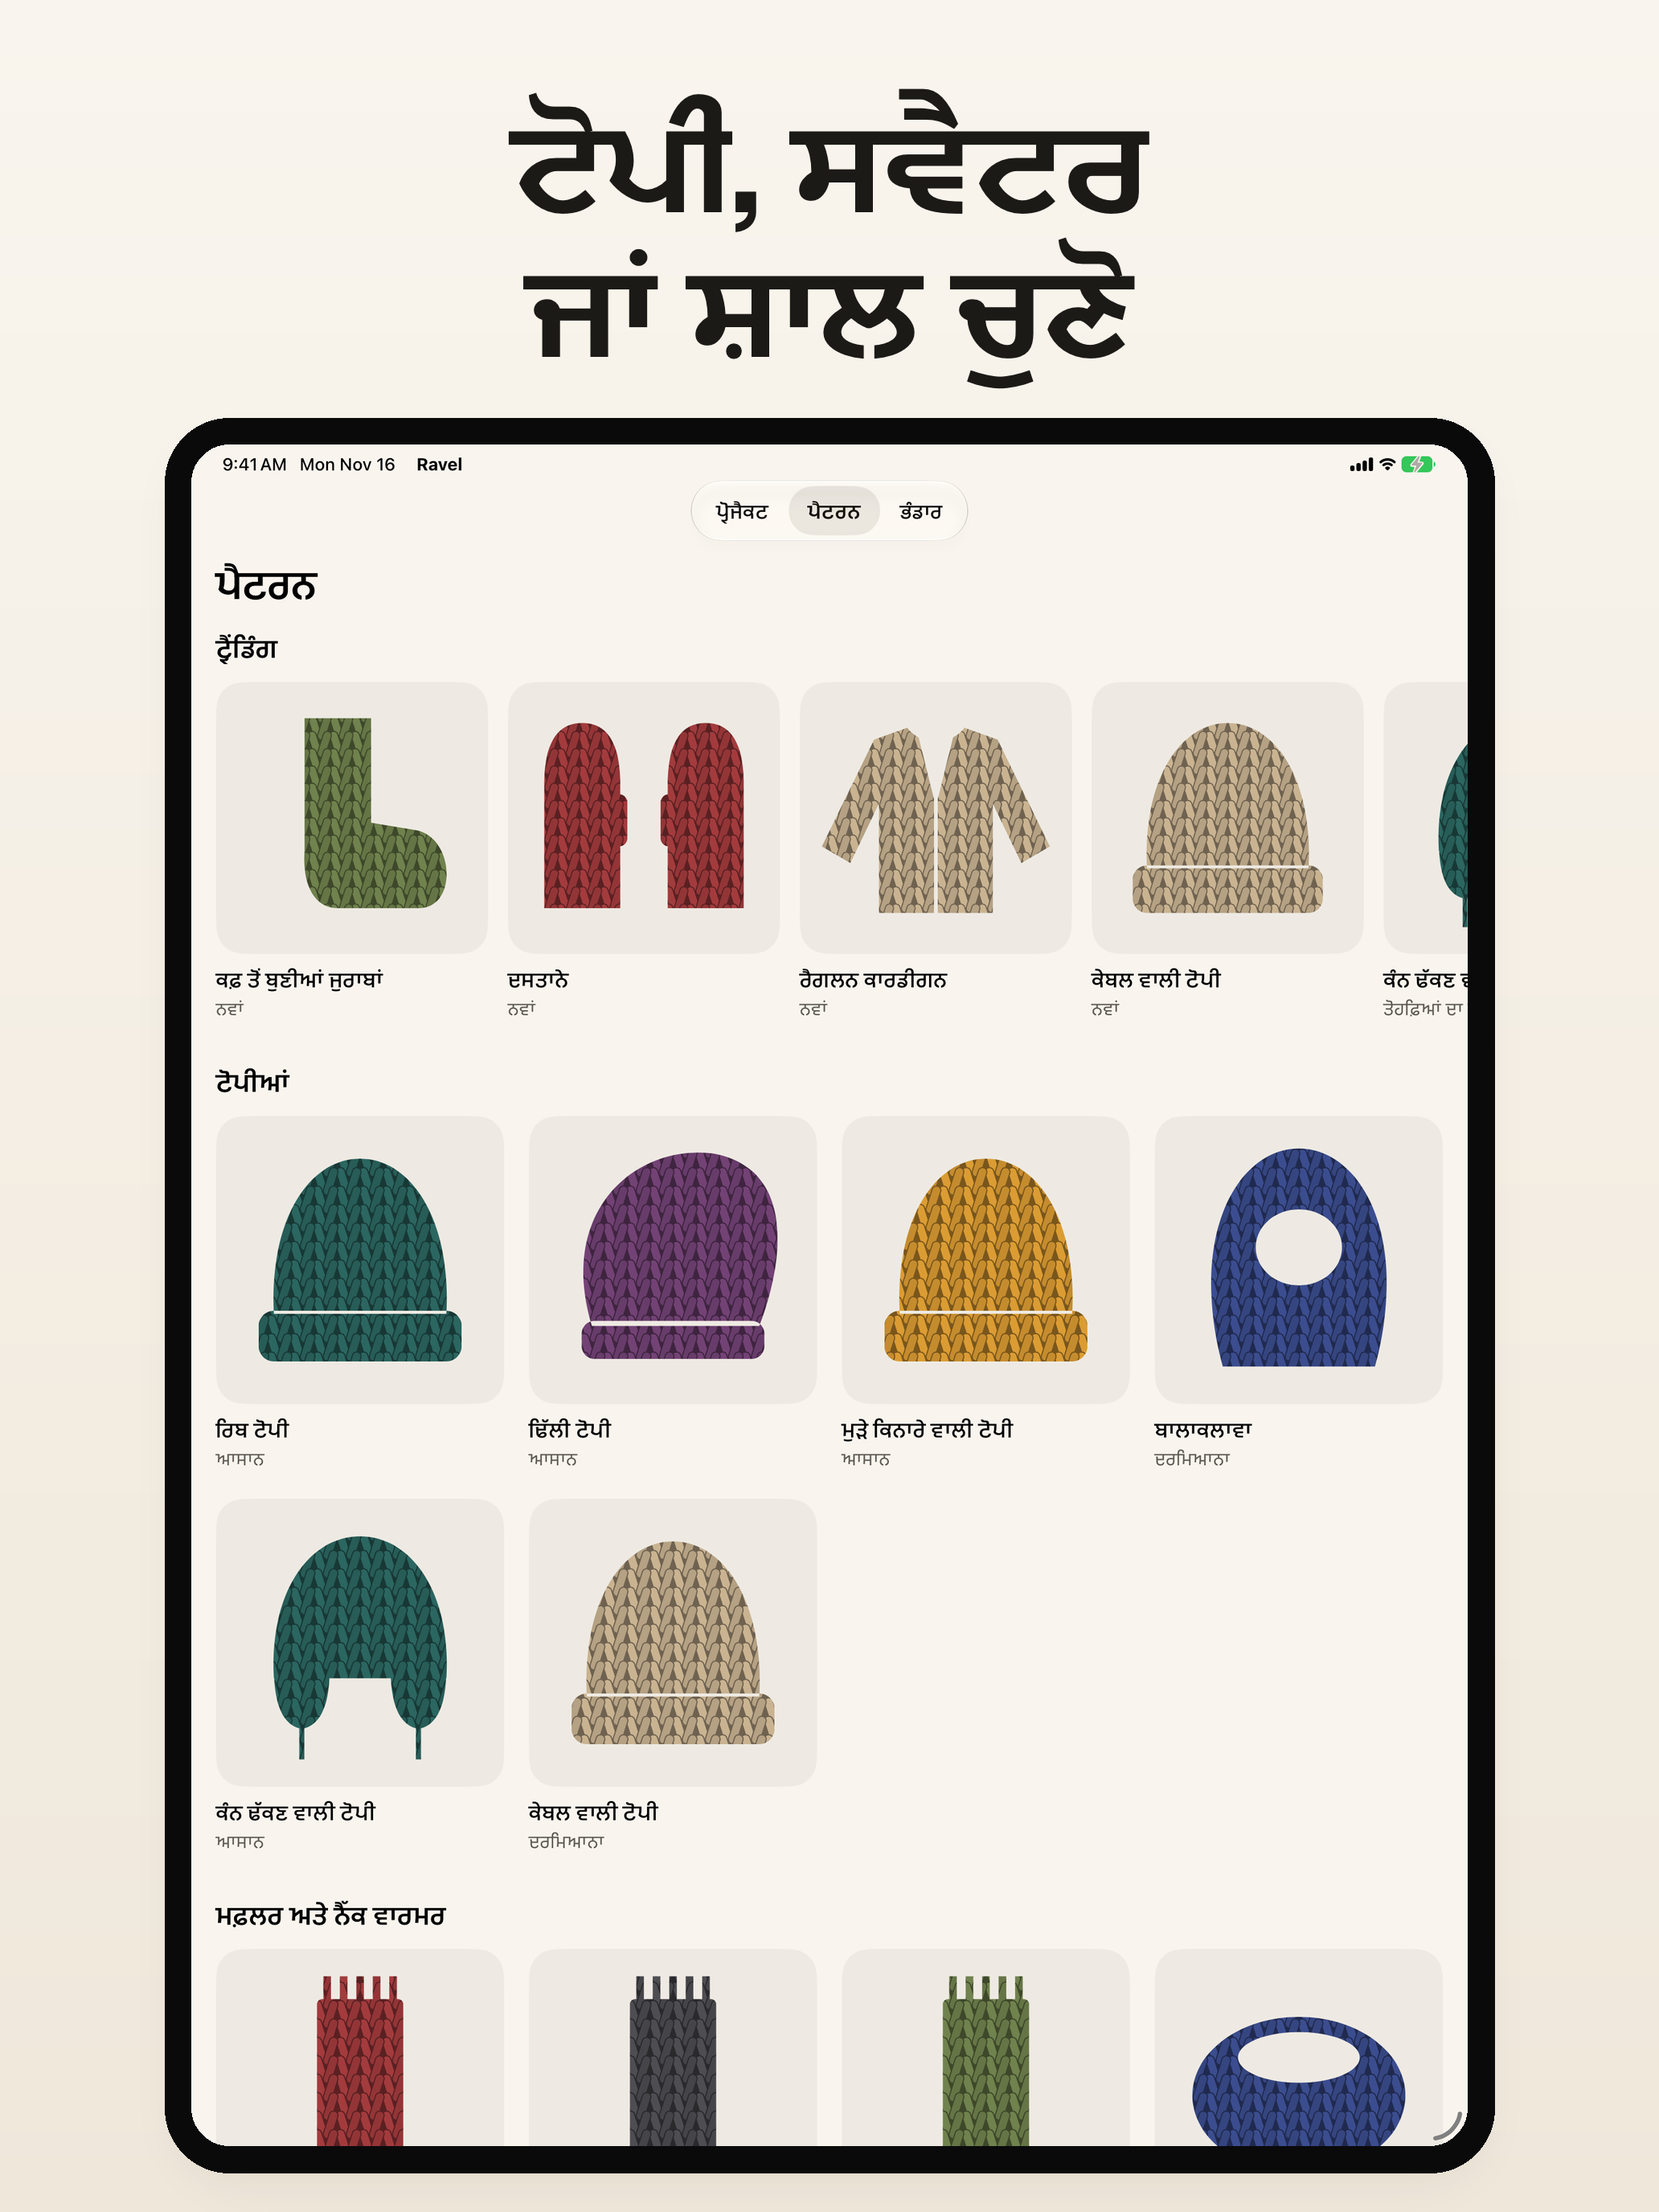 ਟੋਪੀ, ਸਵੈਟਰ
ਜਾਂ ਸ਼ਾਲ ਚੁਣੋ
9:41 AM Mon Nov 16 Ravel
ਪ੍ਰੋਜੈਕਟ ਪੈਟਰਨ ਭੰਡਾਰ
ਪੈਟਰਨ
ਟ੍ਰੈਂਡਿੰਗ
ਕਫ਼ ਤੋਂ ਬੁਣੀਆਂ ਜੁਰਾਬਾਂ
ਨਵਾਂ
ਦਸਤਾਨੇ
ਨਵਾਂ
ਰੈਗਲਨ ਕਾਰਡੀਗਨ
ਨਵਾਂ
ਕੇਬਲ ਵਾਲੀ ਟੋਪੀ
ਨਵਾਂ
ਕੰਨ ਢੱਕਣ
ਤੋਹਫ਼ਿਆਂ ਦਾ
ਟੋਪੀਆਂ
ਰਿਬ ਟੋਪੀ
ਆਸਾਨ
ਢਿੱਲੀ ਟੋਪੀ
ਆਸਾਨ
ਮੁੜੇ ਕਿਨਾਰੇ ਵਾਲੀ ਟੋਪੀ
ਆਸਾਨ
ਬਾਲਾਕਲਾਵਾ
ਦਰਮਿਆਨਾ
ਕੰਨ ਢੱਕਣ ਵਾਲੀ ਟੋਪੀ
ਆਸਾਨ
ਕੇਬਲ ਵਾਲੀ ਟੋਪੀ
ਦਰਮਿਆਨਾ
ਮਫ਼ਲਰ ਅਤੇ ਨੈੱਕ ਵਾਰਮਰ